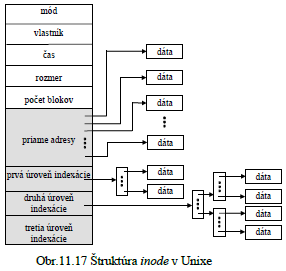 mód
vlastník
čas
rozmer
počet blokov
priame adresy
prvá úroveň indexácie
druhá úroveň
indexácie
tretia úroveň
indexácie
dáta
dáta
dáta
dáta
dáta
dáta
dáta
dáta
dáta
dáta
Obr.11.17 Štruktúra inode v Unixe